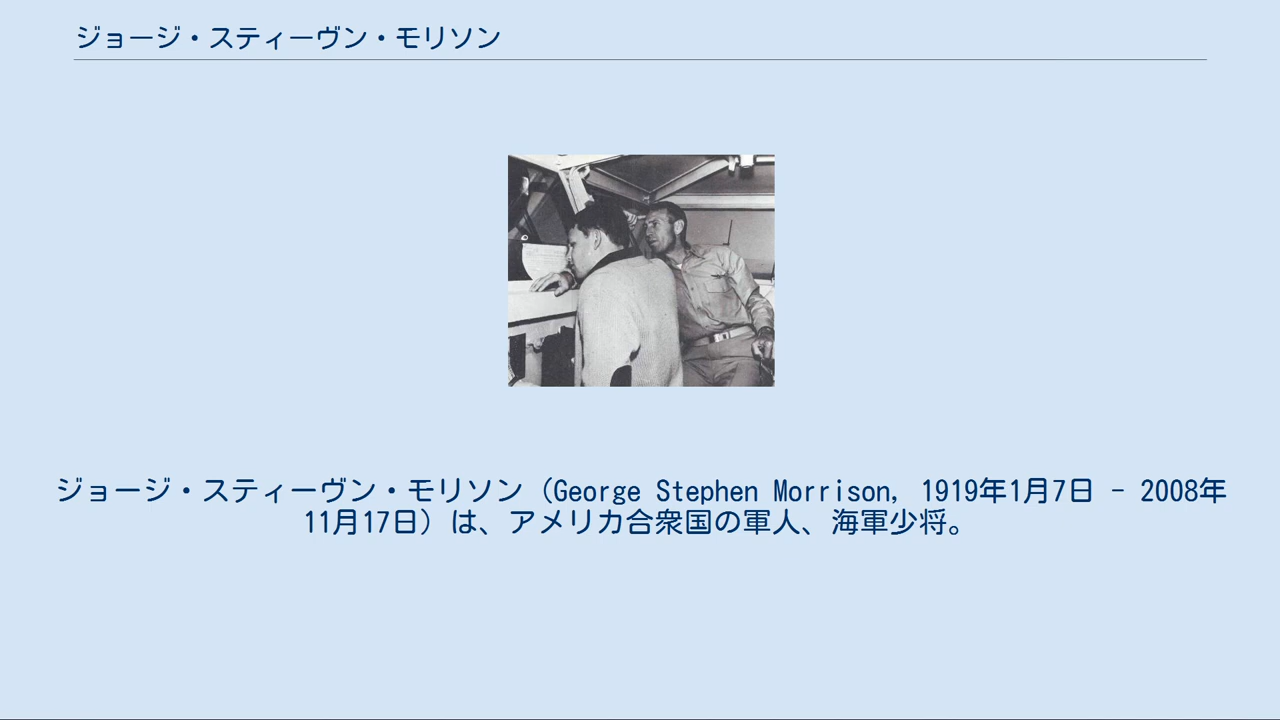 ジョージ・スティーヴン・モリソン
ジョージ・スティーヴン・モリソン（George Stephen Morrison, 1919年1月7日 - 2008年
11月17日）は、アメリカ合衆国の軍人、海軍少将。